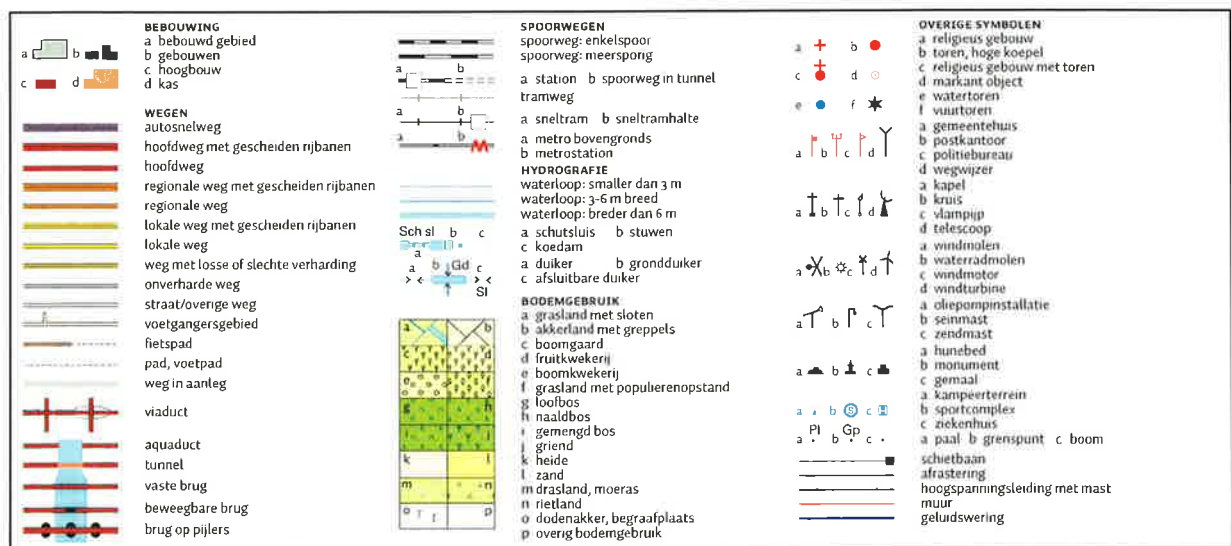 BEBOUWING
a b
a bebouwd gebied
b gebouwen
c hoogbouw
c d
d kas
WEGEN
autosnelweg
hoofdweg met gescheiden rijbanen
hoofdweg
regionale weg met gescheiden rijbanen
regionale weg
lokale weg met gescheiden rijbanen
lokale weg
weg met losse of slechte verharding
onverharde weg
straat/overige weg
voetgangersgebied
fietspad
pad, voetpad
weg in aanleg
viaduct
aquaduct
tunnel
vaste brug
beweegbare brug
brug op pijlers
SPOORWEGEN
spoorweg: enkelspoor
spoorweg: meersporig
a b
a station b spoorweg in tunnel
tramweg
a b
a sneltram b sneltramhalte
a b
a metro bovengronds
b metrostation
HYDROGRAFIE
waterloop: smaller dan 3 m
waterloop: 3-6 m breed
waterloop: breder dan 6 m
Sch sl b c
a
a schutsluis b stuwen
c koedam
a b Gd c
Sl
a duiker b grondduiker
c afsluitbare duiker
BODEMGEBRUIK
a b
c d
e f
g h
i j
k l
m n
o p
a grasland met sloten
b akkerland met greppels
c boomgaard
d fruitkwekerij
e boomkwekerij
f grasland met populierenopstand
g loofbos
h naaldbos
i gemengd bos
j griend
k heide
l zand
m drasland, moeras
n rietland
o dodenakker, begraafplaats
p overig bodemgebruik
OVERIGE SYMBOLEN
a b
c d
e f
a religieus gebouw
b toren, hoge koepel
c religieus gebouw met toren
d markant object
e watertoren
f vuurtoren
a b c d
a gemeentehuis
b postkantoor
c politiebureau
d wegwijzer
a b c d
a kapel
b kruis
c vlampijp
d telescoop
a b c d
a windmolen
b waterradmolen
c windmotor
d windturbine
a b c
a oliepompinstallatie
b seinmast
c zendmast
a b c
a hunebed
b monument
c gemaal
a b S c H
a kampeerterrein
b sportcomplex
c ziekenhuis
Pl Gp
a b c
a paal b grenspunt c boom
schietbaan
afrastering
hoogspanningsleiding met mast
muur
geluidswering